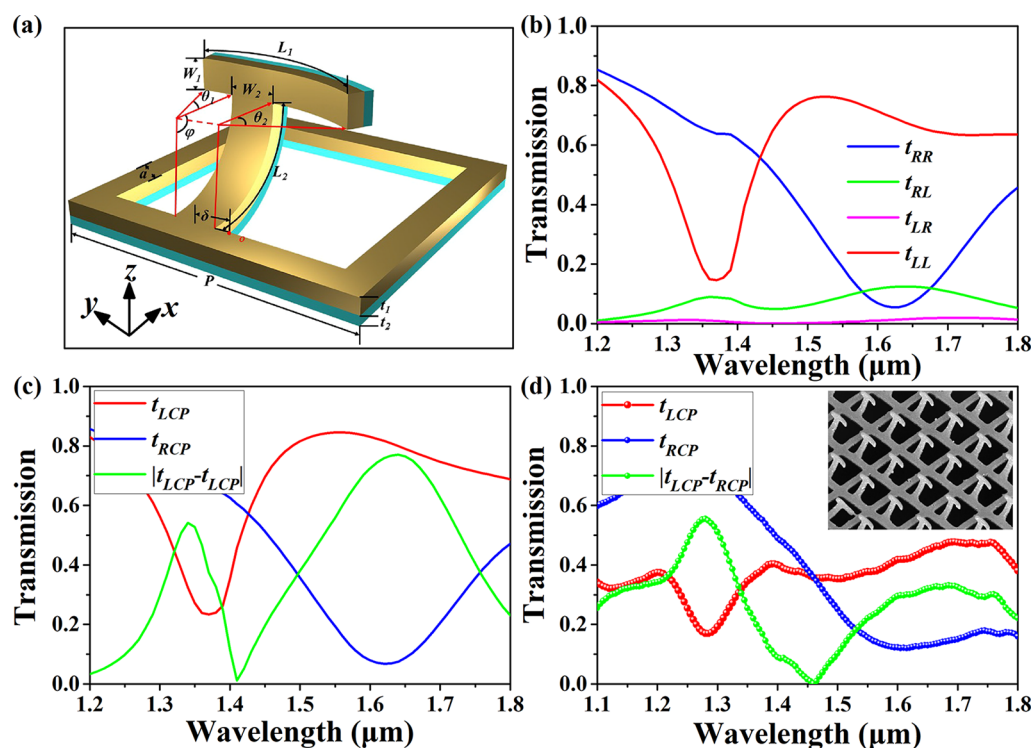 (a)
L1
W1
W2
θ1
θ2
φ
a
L2
δ
o
P
t1
t2
z
y
x
(b)
Transmission
1.0
0.8
0.6
0.4
0.2
0.0
tRR
tRL
tLR
tLL
1.2 1.3 1.4 1.5 1.6 1.7 1.8
Wavelength (μm)
(c)
Transmission
1.0
0.8
0.6
0.4
0.2
0.0
tLCP
tRCP
|tLCP-tLCP|
1.2 1.3 1.4 1.5 1.6 1.7 1.8
Wavelength (μm)
(d)
Transmission
1.0
0.8
0.6
0.4
0.2
0.0
tLCP
tRCP
|tLCP-tRCP|
1.1 1.2 1.3 1.4 1.5 1.6 1.7 1.8
Wavelength (μm)